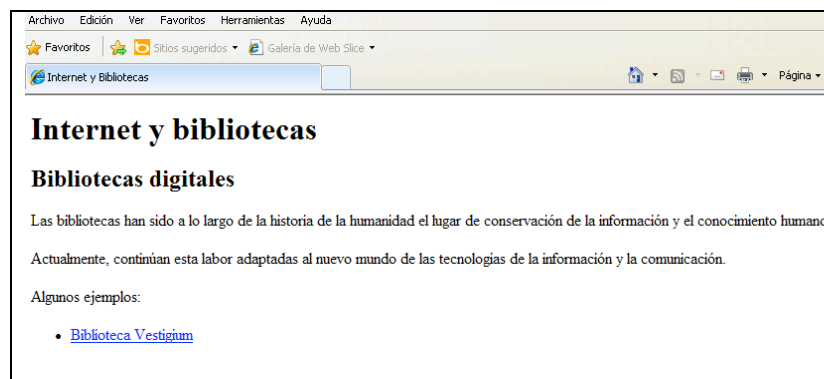 Archivo Edición Ver Favoritos Herramientas Ayuda
Favoritos Sitios sugeridos Galería de Web Slice
Internet y Bibliotecas Página
Internet y bibliotecas
Bibliotecas digitales
Las bibliotecas han sido a lo largo de la historia de la humanidad el lugar de conservación de la información y el conocimiento human
Actualmente, continúan esta labor adaptadas al nuevo mundo de las tecnologias de la información y la comunicación.
Algunos ejemplos:
• Biblioteca Vestigium